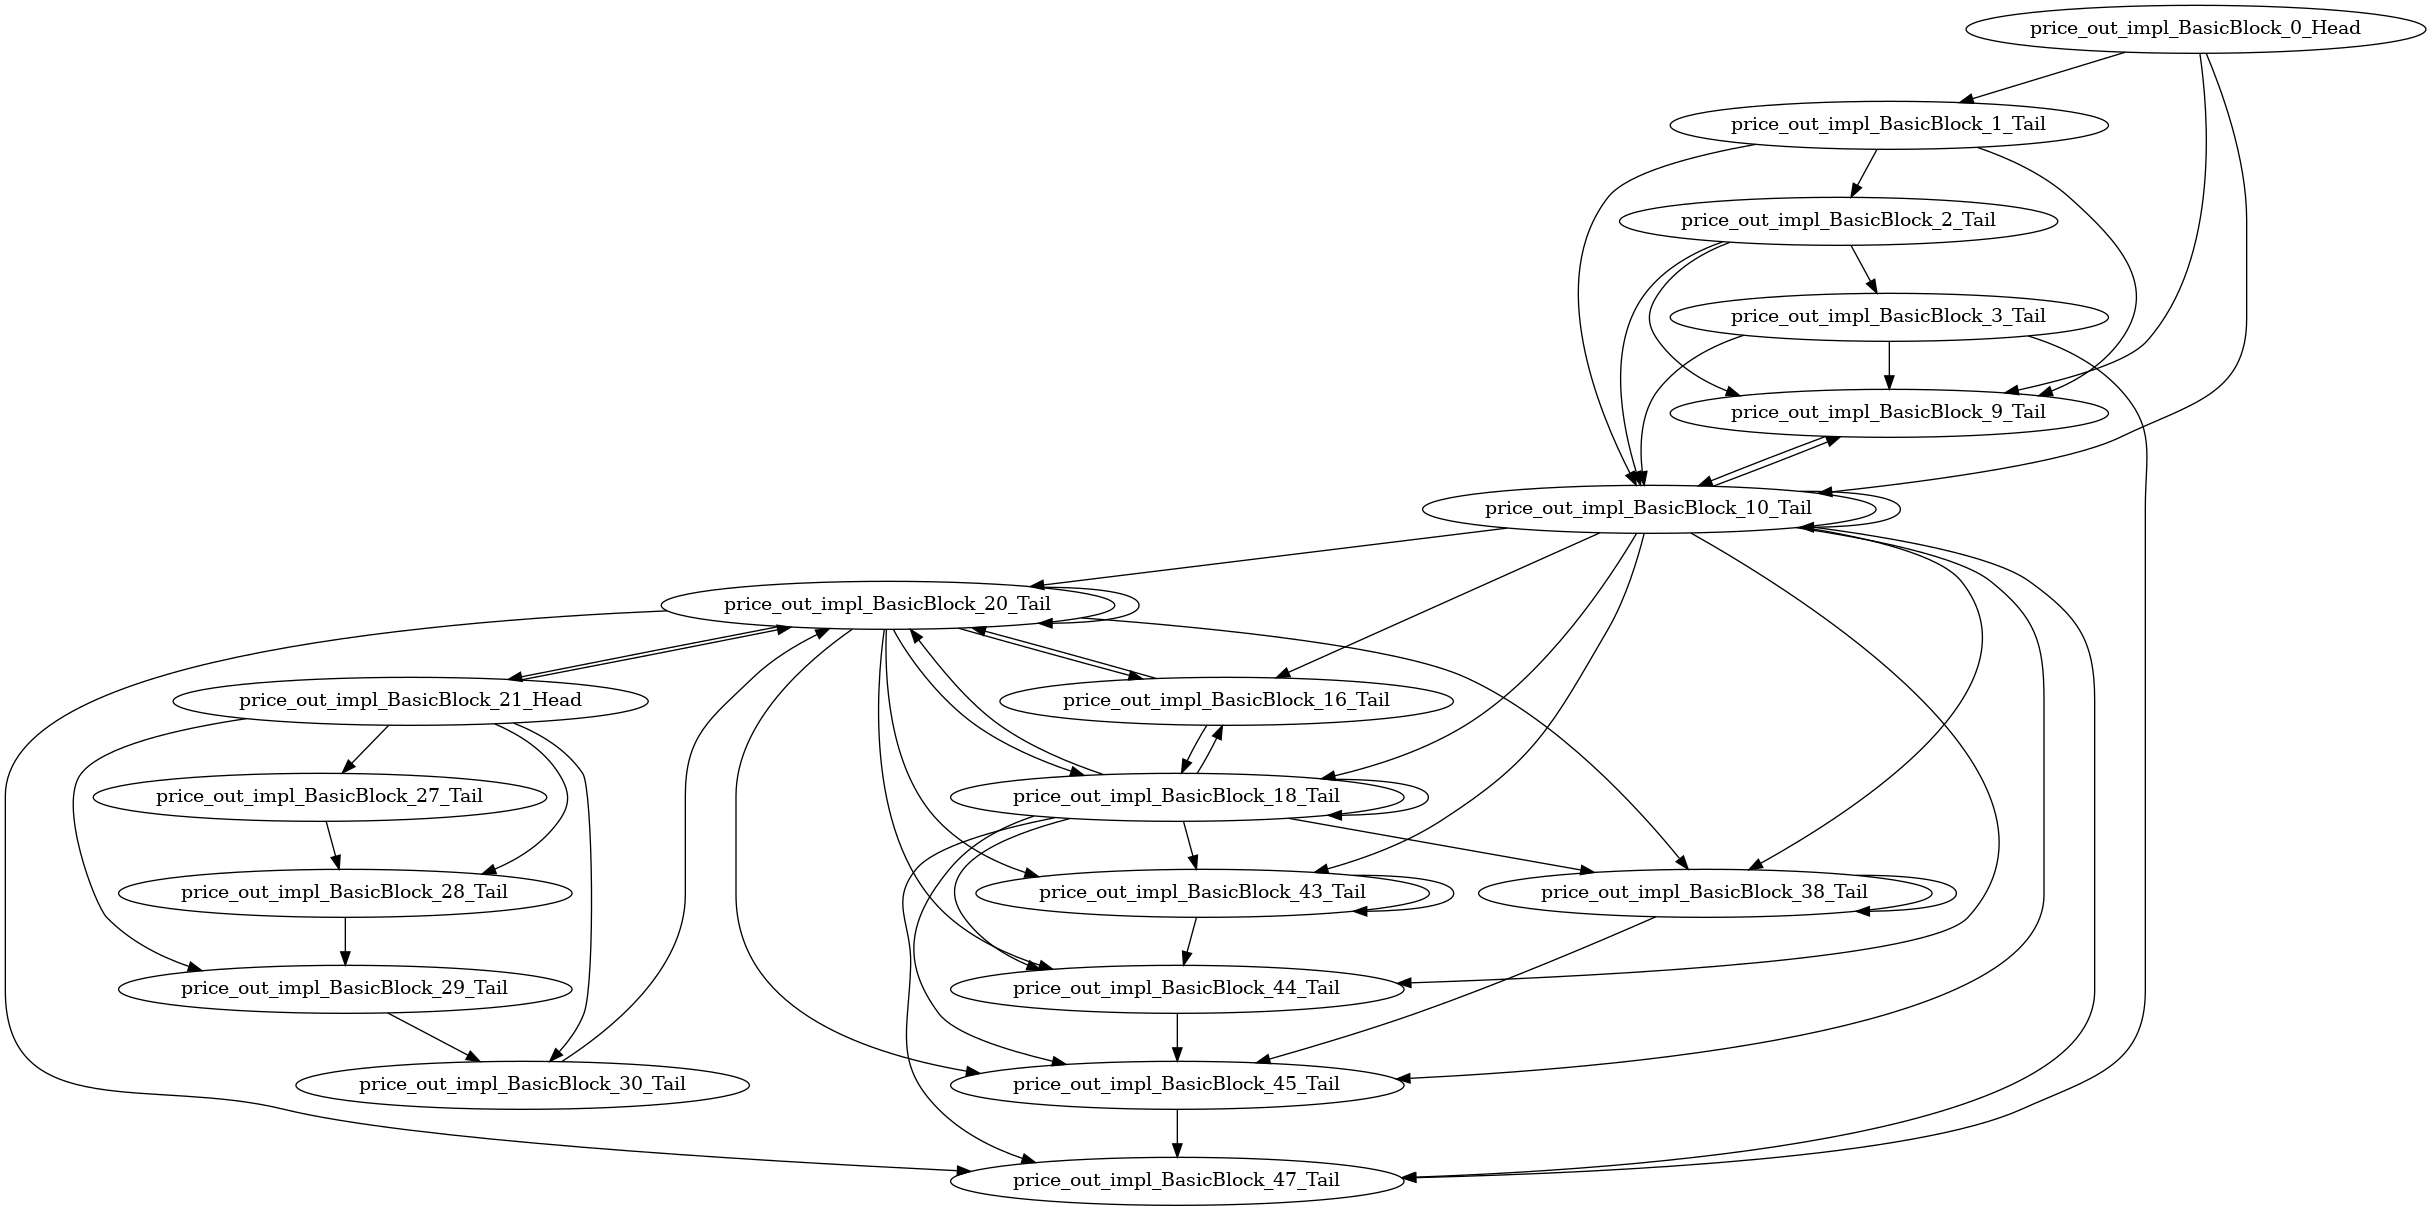 price_out_impl_BasicBlock_0_Head
price_out_impl_BasicBlock_1_Tail
price_out_impl_BasicBlock_2_Tail
price_out_impl_BasicBlock_3_Tail
price_out_impl_BasicBlock_9_Tail
price_out_impl_BasicBlock_10_Tail
price_out_impl_BasicBlock_20_Tail
price_out_impl_BasicBlock_21_Head
price_out_impl_BasicBlock_16_Tail
price_out_impl_BasicBlock_27_Tail
price_out_impl_BasicBlock_18_Tail
price_out_impl_BasicBlock_28_Tail
price_out_impl_BasicBlock_43_Tail
price_out_impl_BasicBlock_38_Tail
price_out_impl_BasicBlock_29_Tail
price_out_impl_BasicBlock_44_Tail
price_out_impl_BasicBlock_30_Tail
price_out_impl_BasicBlock_45_Tail
price_out_impl_BasicBlock_47_Tail